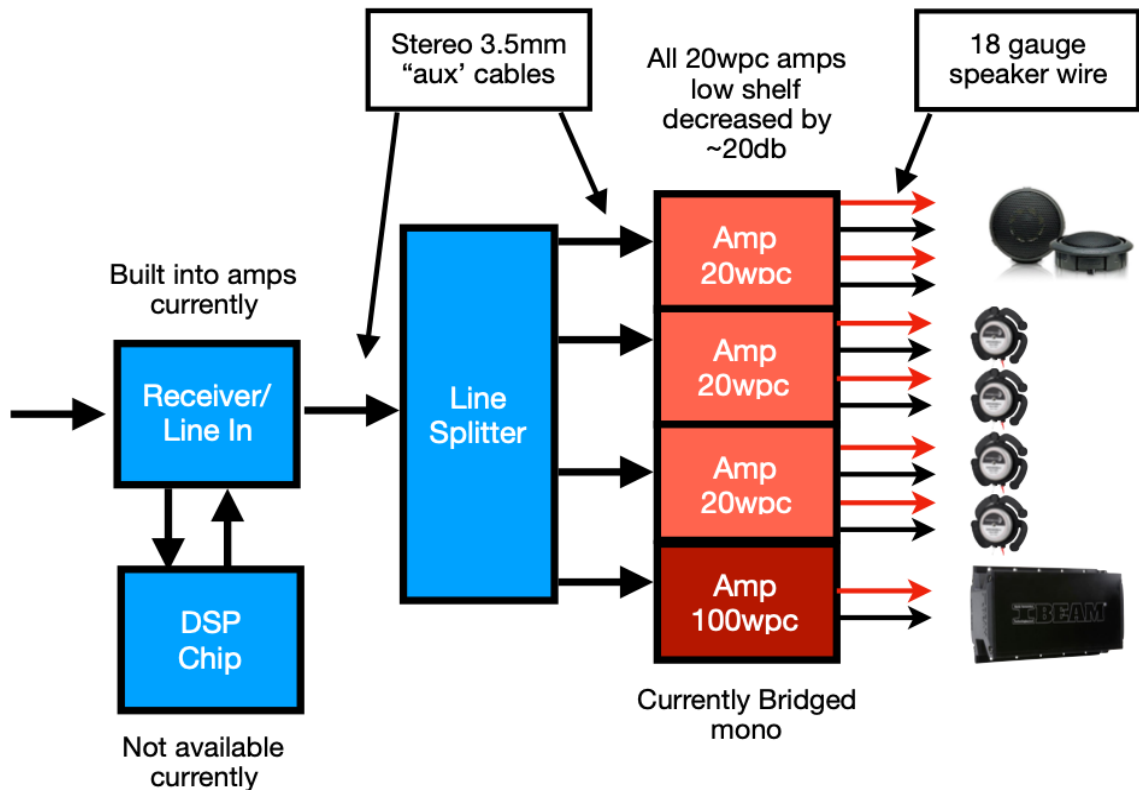 Stereo 3.5mm
“aux’ cables
All 20wpc amps
low shelf
decreased by
~20db
18 gauge
speaker wire
Built into amps
currently
Receiver/
Line In
Line
Splitter
DSP
Chip
Not available
currently
Amp
20wpc
Amp
20wpc
Amp
20wpc
Amp
100wpc
Currently Bridged
mono
IBEAM